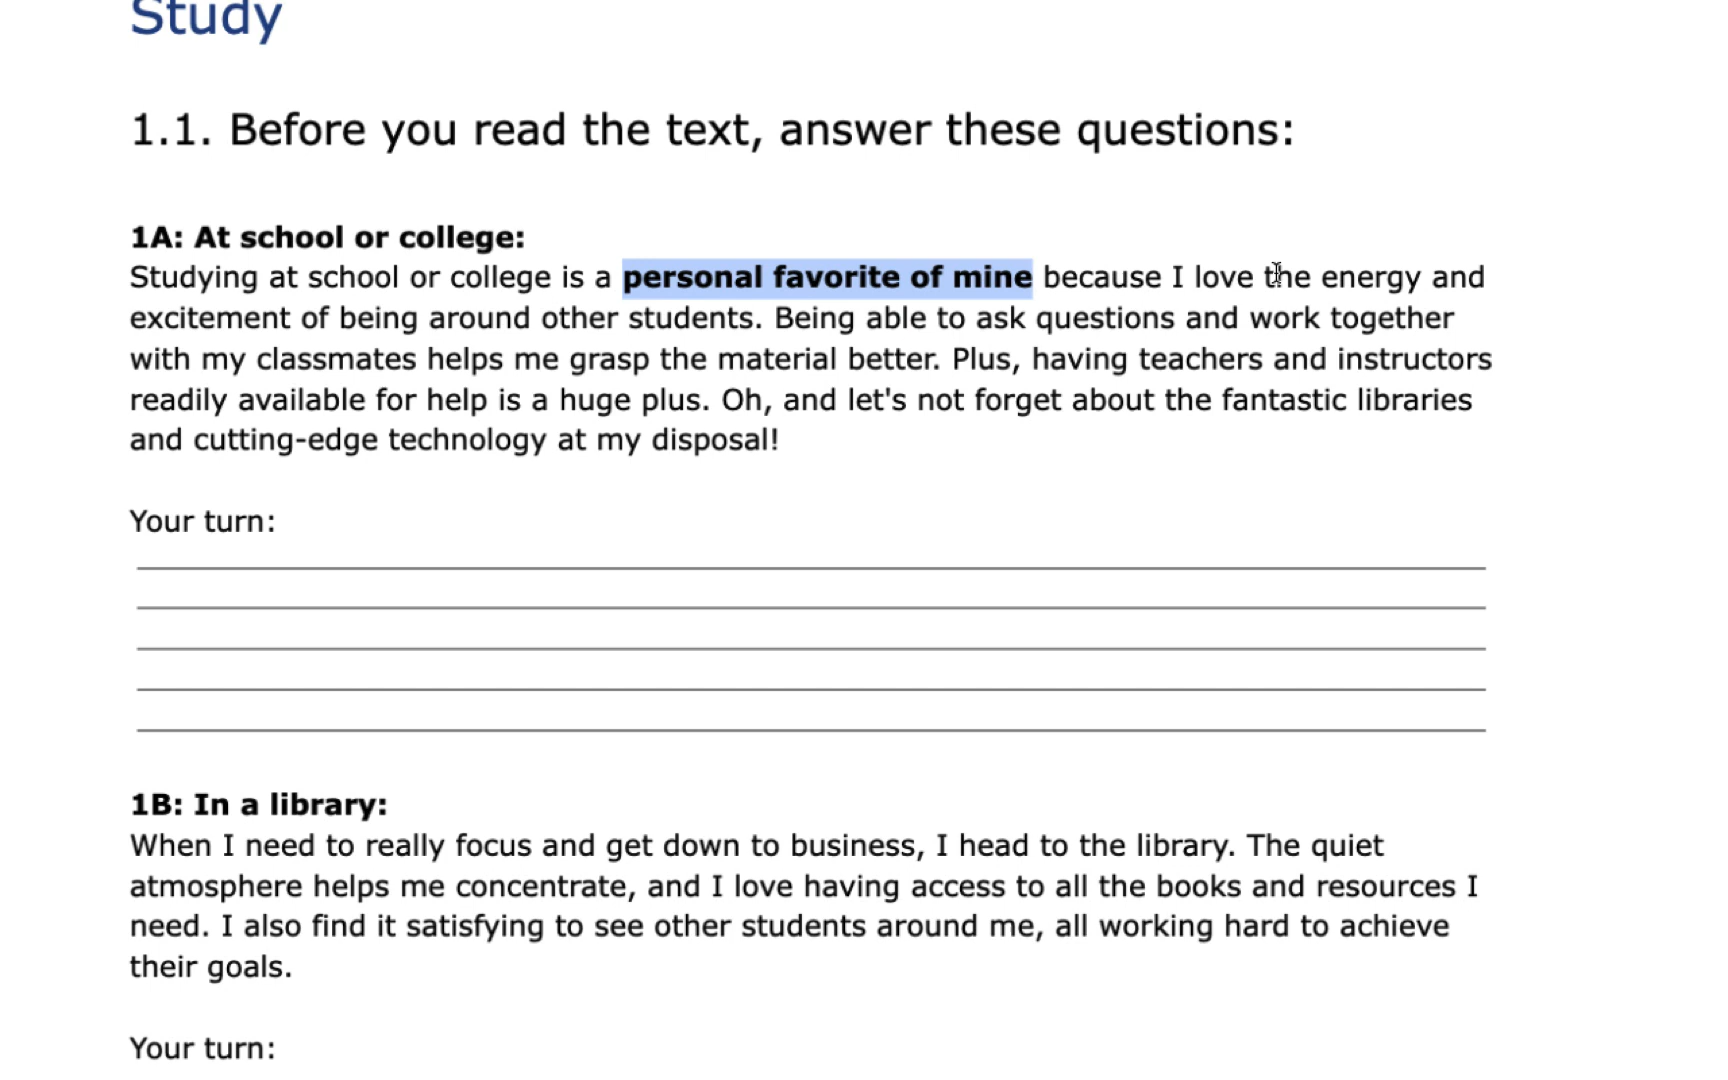 Study
1.1. Before you read the text, answer these questions:
1A: At school or college:
Studying at school or college is a personal favorite of mine because I love the energy and
excitement of being around other students. Being able to ask questions and work together
with my classmates helps me grasp the material better. Plus, having teachers and instructors
readily available for help is a huge plus. Oh, and let's not forget about the fantastic libraries
and cutting-edge technology at my disposal!
Your turn:
1B: In a library:
When I need to really focus and get down to business, I head to the library. The quiet
atmosphere helps me concentrate, and I love having access to all the books and resources I
need. I also find it satisfying to see other students around me, all working hard to achieve
their goals.
Your turn: